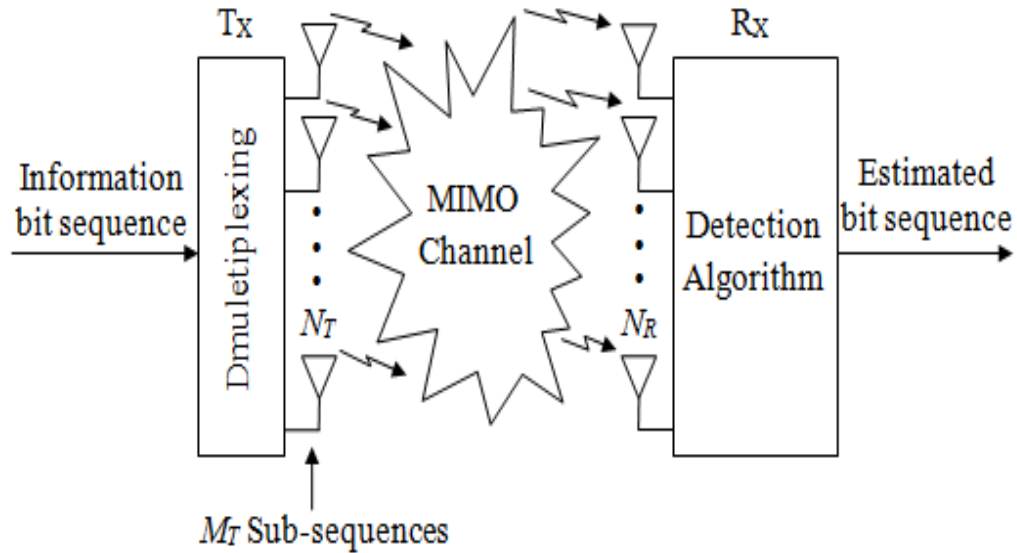 Tx
Rx
Information
bit sequence
Dmuletiplexing
MIMO
Channel
Detection
Algorithm
Estimated
bit sequence
NT
NR
MT Sub-sequences